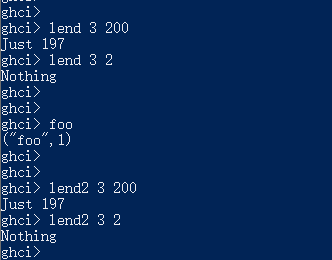 ghci>
ghci>
ghci> lend 3 200
Just 197
ghci> lend 3 2
Nothing
ghci>
ghci>
ghci> foo
("foo",1)
ghci>
ghci>
ghci> lend2 3 200
Just 197
ghci> lend2 3 2
Nothing
ghci>